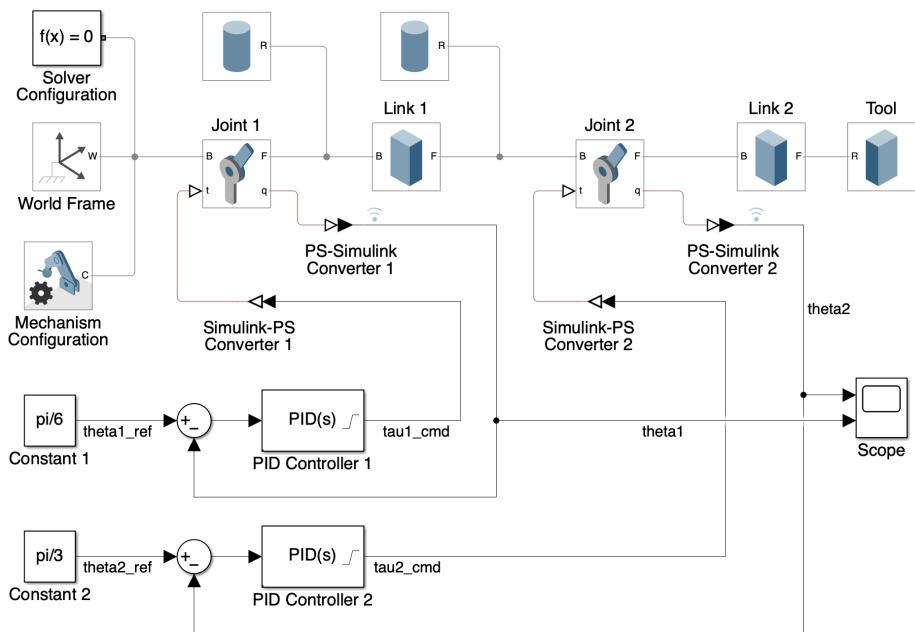 f(x) = 0
Solver
Configuration
R
R
Joint 1
Link 1
Joint 2
Link 2
Tool
W
World Frame
B
F
B
F
B
F
B
F
R
t
q
t
q
PS-Simulink
Converter 1
PS-Simulink
Converter 2
C
Mechanism
Configuration
Simulink-PS
Converter 1
Simulink-PS
Converter 2
theta2
pi/6
theta1_ref
Constant 1
+
−
PID(s)
PID Controller 1
tau1_cmd
theta1
Scope
pi/3
theta2_ref
Constant 2
+
−
PID(s)
PID Controller 2
tau2_cmd